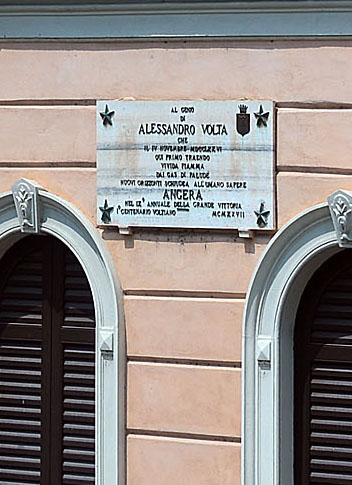 AL GENIO
DI
ALESSANDRO VOLTA
CHE
IL IV NOVEMBRE MDCCLXXVI
QUI PRIMO TRAENDO
VIVIDA FIAMMA
DAI GAS DI PALUDE
NUOVI ORIZZONTI SCHIUDEA ALL'UMANO SAPERE
ANGERA
NEL IX° ANNUALE DELLA GRANDE VITTORIA
I° CENTENARIO VOLTIANO MCMXXVII